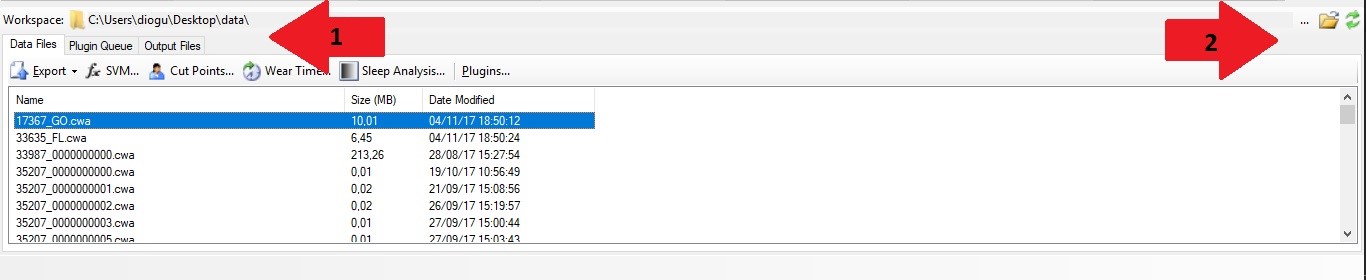 Workspace: C:\Users\diogu\Desktop\data\ ...
1
2
Data Files Plugin Queue Output Files
Export SVM... Cut Points... Wear Time... Sleep Analysis... Plugins...
Name Size (MB) Date Modified
17367_GO.cwa 10,01 04/11/17 18:50:12
33635_FL.cwa 6,45 04/11/17 18:50:24
33987_0000000000.cwa 213,26 28/08/17 15:27:54
35207_0000000000.cwa 0,01 19/10/17 10:56:49
35207_0000000001.cwa 0,02 21/09/17 15:08:56
35207_0000000002.cwa 0,02 26/09/17 15:19:57
35207_0000000003.cwa 0,01 27/09/17 15:00:44
35207_0000000005.cwa 0,01 27/09/17 15:03:43